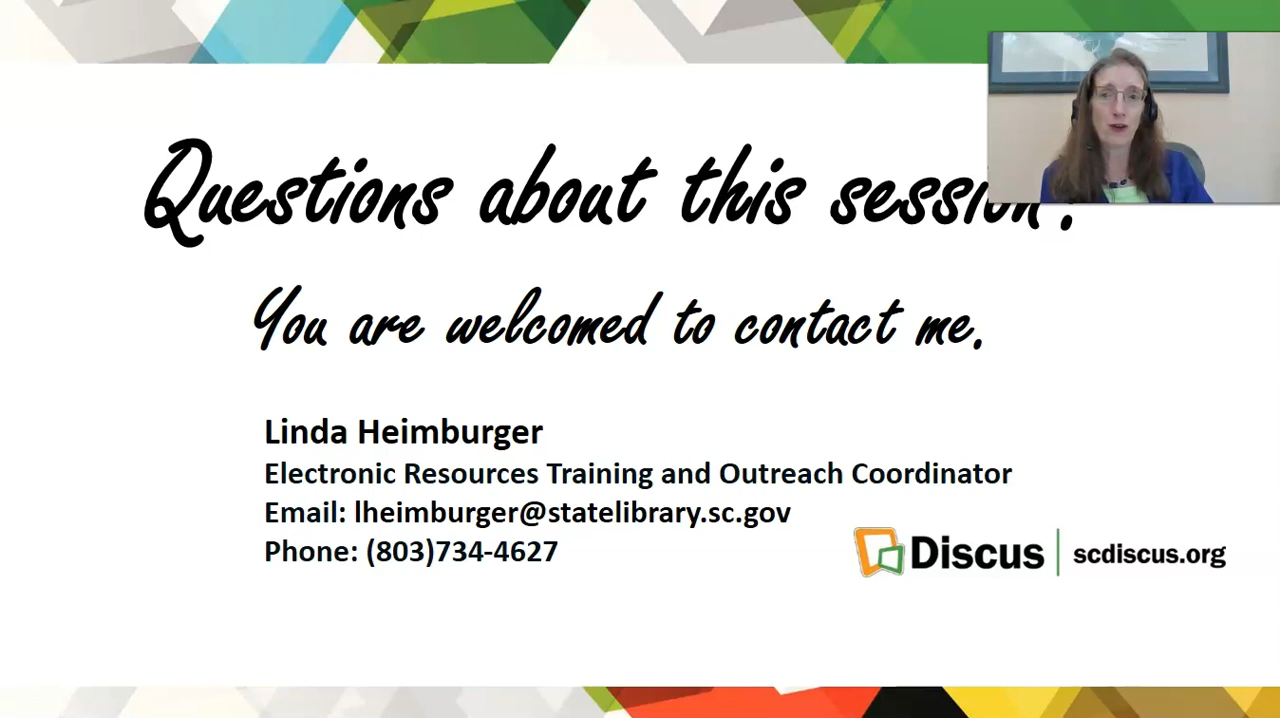 Questions about this session?
You are welcomed to contact me.
Linda Heimburger
Electronic Resources Training and Outreach Coordinator
Email: lheimburger@statelibrary.sc.gov
Phone: (803)734-4627
Discus | scdiscus.org